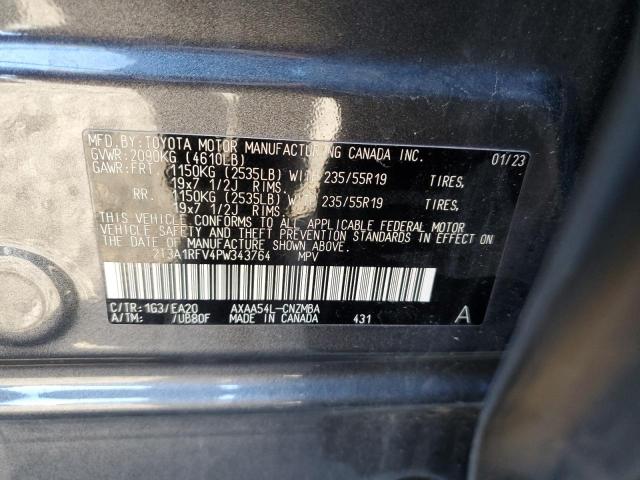 MFD. BY: TOYOTA MOTOR MANUFACTURING CANADA INC. 01/23
GVWR: 2090KG (4610LB)
GAWR: FRT. 1150KG (2535LB) WITH 235/55R19 TIRES,
19x7 1/2J RIMS,
RR. 1150KG (2535LB) WITH 235/55R19 TIRES,
19x7 1/2J RIMS,
THIS VEHICLE CONFORMS TO ALL APPLICABLE FEDERAL MOTOR
VEHICLE SAFETY AND THEFT PREVENTION STANDARDS IN EFFECT ON
THE DATE OF MANUFACTURE SHOWN ABOVE.
2T3A1RFV4PW343764 MPV
C/TR: 1G3/EA20 AXAA54L-CNZMBA A
A/TM: /UB80F MADE IN CANADA 431